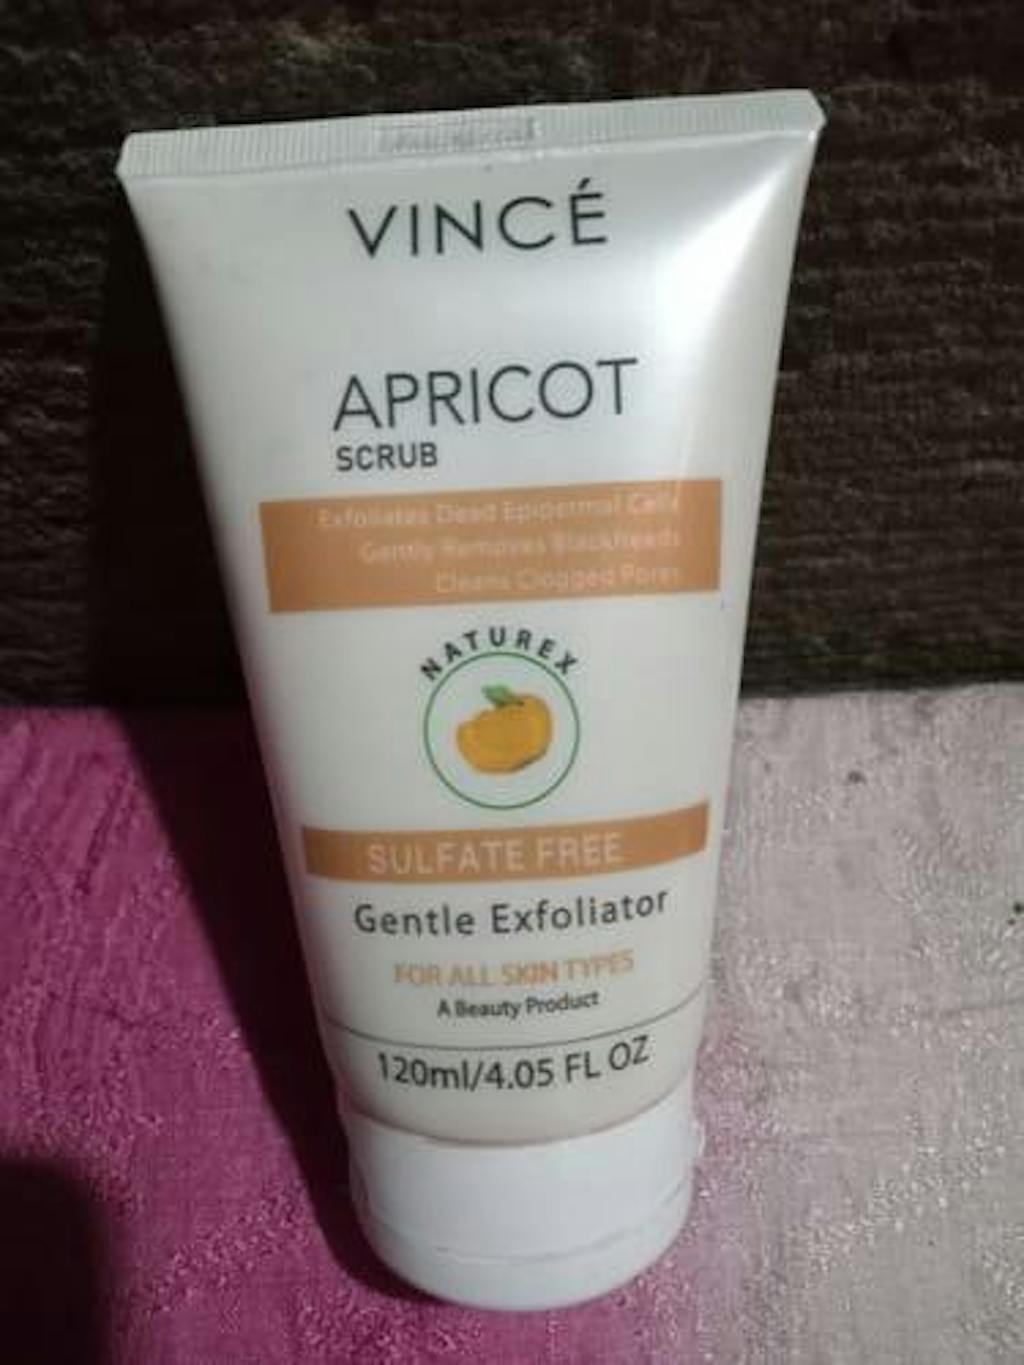 VINCÉ
APRICOT
SCRUB
Exfoliates Dead Epidermal Cells
Gently Removes Blackheads
Cleans Clogged Pores
NATUREX
SULFATE FREE
Gentle Exfoliator
FOR ALL SKIN TYPES
A Beauty Product
120ml/4.05 FL OZ